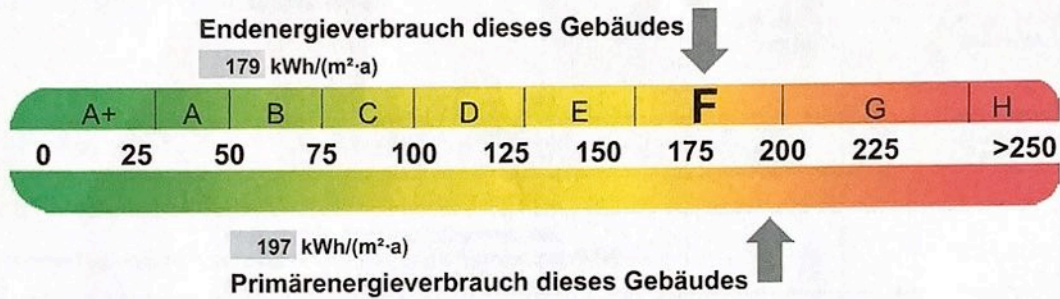 Endenergieverbrauch dieses Gebäudes
179 kWh/(m²·a)
A+ A B C D E F G H
0 25 50 75 100 125 150 175 200 225 >250
197 kWh/(m²·a)
Primärenergieverbrauch dieses Gebäudes